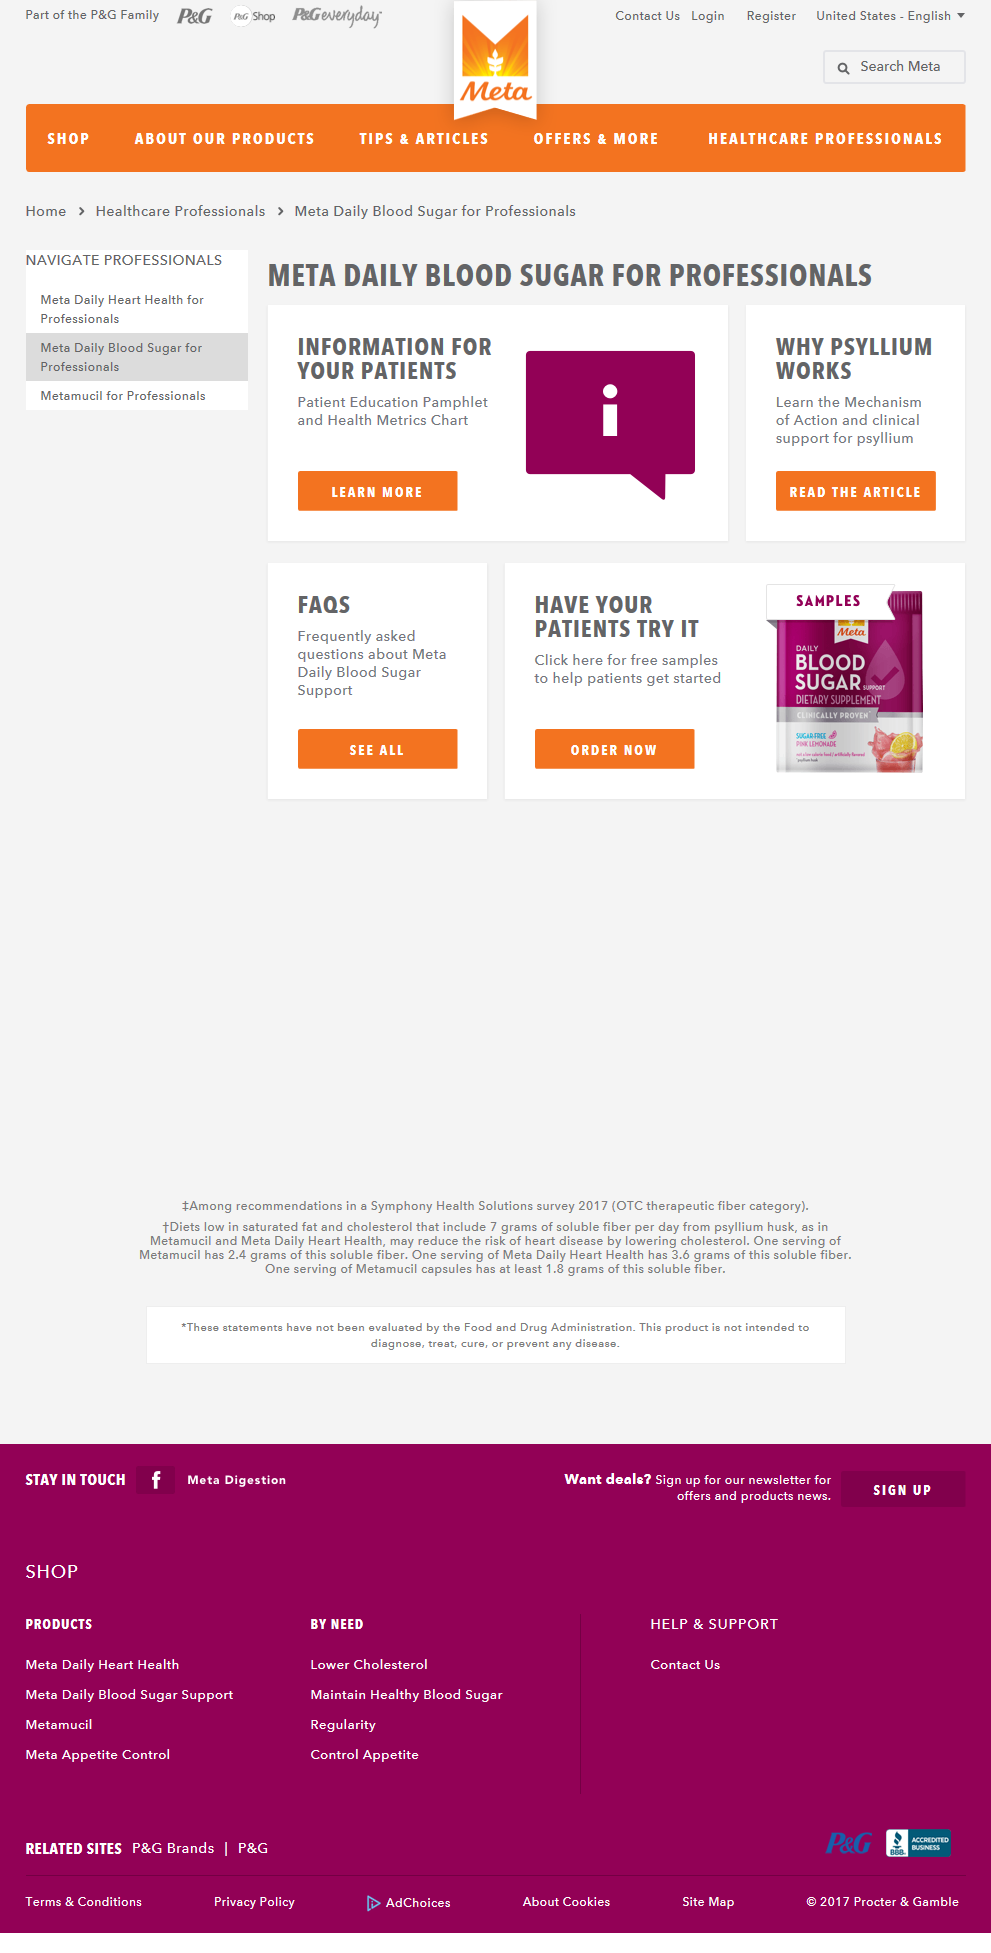 Part of the P&G Family P&G P&G Shop P&G everyday
Contact Us Login Register United States - English
Meta
Search Meta
SHOP ABOUT OUR PRODUCTS TIPS & ARTICLES OFFERS & MORE HEALTHCARE PROFESSIONALS
Home > Healthcare Professionals > Meta Daily Blood Sugar for Professionals
NAVIGATE PROFESSIONALS
Meta Daily Heart Health for
Professionals
Meta Daily Blood Sugar for
Professionals
Metamucil for Professionals
META DAILY BLOOD SUGAR FOR PROFESSIONALS
INFORMATION FOR
YOUR PATIENTS
Patient Education Pamphlet
and Health Metrics Chart
LEARN MORE
i
WHY PSYLLIUM
WORKS
Learn the Mechanism
of Action and clinical
support for psyllium
READ THE ARTICLE
FAQS
Frequently asked
questions about Meta
Daily Blood Sugar
Support
SEE ALL
HAVE YOUR
PATIENTS TRY IT
Click here for free samples
to help patients get started
ORDER NOW
SAMPLES
Meta
DAILY
BLOOD
SUGAR SUPPORT
DIETARY SUPPLEMENT
CLINICALLY PROVEN
SUGAR-FREE
PINK LEMONADE
‡Among recommendations in a Symphony Health Solutions survey 2017 (OTC therapeutic fiber category).
†Diets low in saturated fat and cholesterol that include 7 grams of soluble fiber per day from psyllium husk, as in
Metamucil and Meta Daily Heart Health, may reduce the risk of heart disease by lowering cholesterol. One serving of
Metamucil has 2.4 grams of this soluble fiber. One serving of Meta Daily Heart Health has 3.6 grams of this soluble fiber.
One serving of Metamucil capsules has at least 1.8 grams of this soluble fiber.
*These statements have not been evaluated by the Food and Drug Administration. This product is not intended to
diagnose, treat, cure, or prevent any disease.
STAY IN TOUCH f Meta Digestion
Want deals? Sign up for our newsletter for
offers and products news.
SIGN UP
SHOP
PRODUCTS
Meta Daily Heart Health
Meta Daily Blood Sugar Support
Metamucil
Meta Appetite Control
BY NEED
Lower Cholesterol
Maintain Healthy Blood Sugar
Regularity
Control Appetite
HELP & SUPPORT
Contact Us
RELATED SITES P&G Brands | P&G
P&G
BBB
ACCREDITED
BUSINESS
Terms & Conditions Privacy Policy AdChoices About Cookies Site Map © 2017 Procter & Gamble